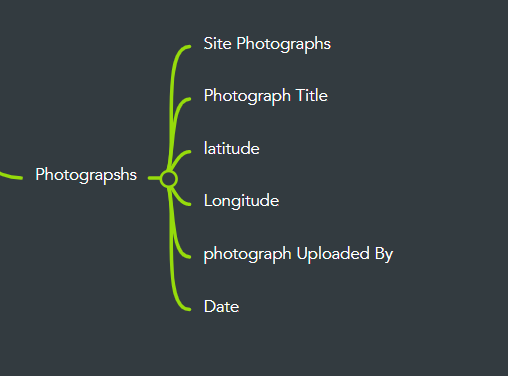 Site Photographs
Photograph Title
latitude
Photograpshs
Longitude
photograph Uploaded By
Date